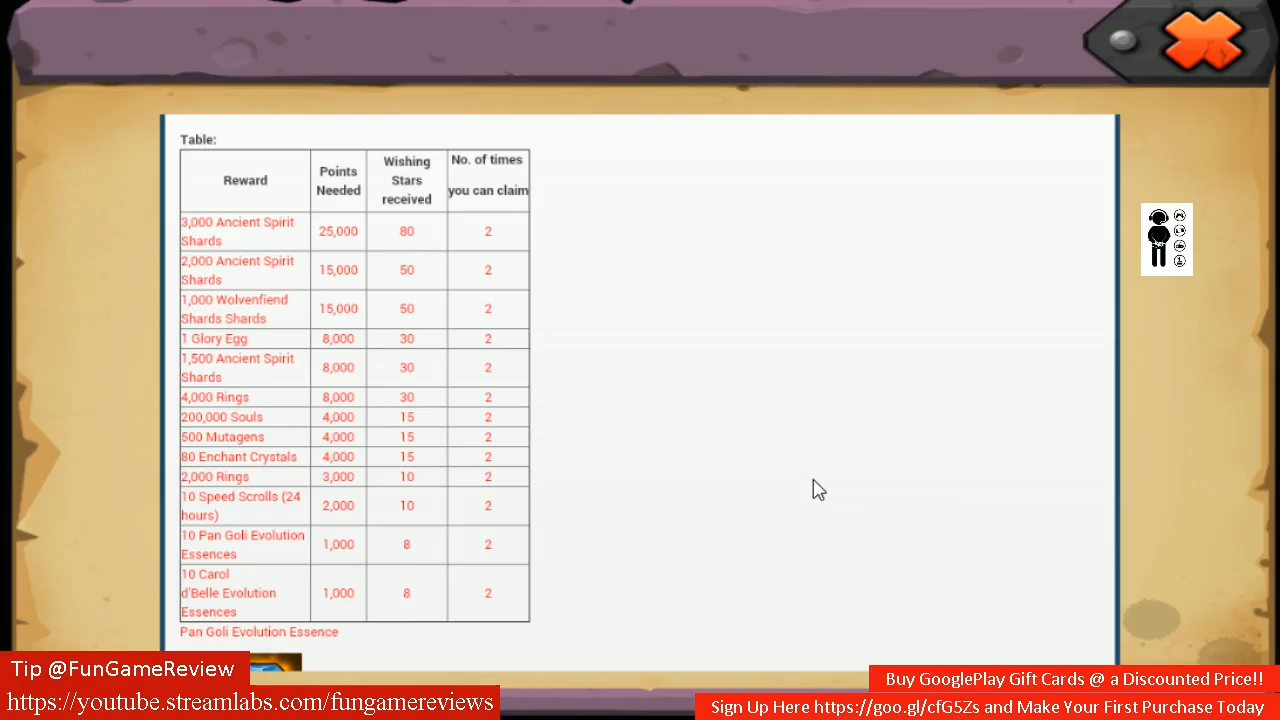 Table:
Reward
Points
Needed
Wishing
Stars
received
No. of times
you can claim
3,000 Ancient Spirit
Shards
25,000
80
2
2,000 Ancient Spirit
Shards
15,000
50
2
1,000 Wolvenfiend
Shards Shards
15,000
50
2
1 Glory Egg
8,000
30
2
1,500 Ancient Spirit
Shards
8,000
30
2
4,000 Rings
8,000
30
2
200,000 Souls
4,000
15
2
500 Mutagens
4,000
15
2
80 Enchant Crystals
4,000
15
2
2,000 Rings
3,000
10
2
10 Speed Scrolls (24
hours)
2,000
10
2
10 Pan Goli Evolution
Essences
1,000
8
2
10 Carol
d'Belle Evolution
Essences
1,000
8
2
Pan Goli Evolution Essence
Tip @FunGameReview
https://youtube.streamlabs.com/fungamereviews
Buy GooglePlay Gift Cards @ a Discounted Price!!
Sign Up Here https://goo.gl/cfG5Zs and Make Your First Purchase Today